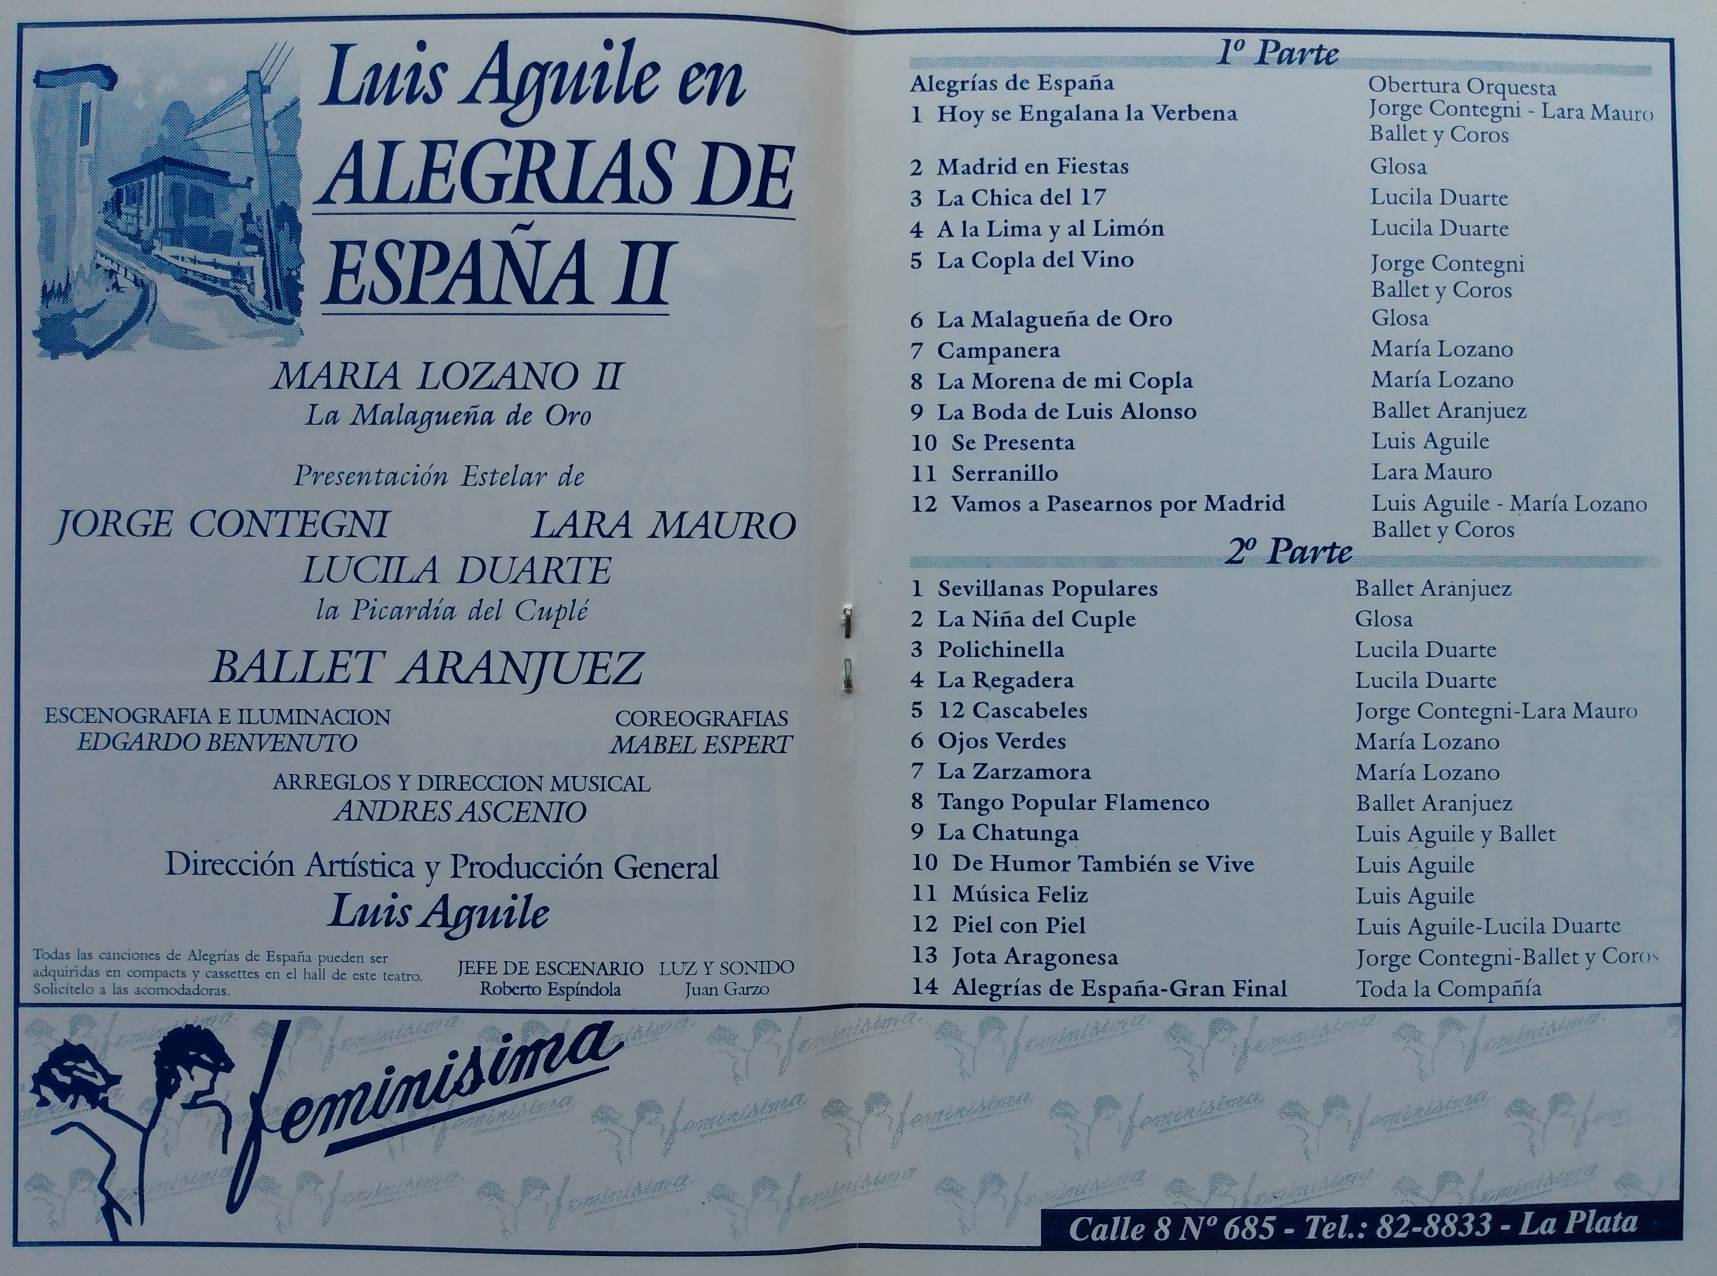 Luis Aguile en
ALEGRIAS DE
ESPAÑA II
MARIA LOZANO II
La Malagueña de Oro
Presentación Estelar de
JORGE CONTEGNI LARA MAURO
LUCILA DUARTE
la Picardía del Cuplé
BALLET ARANJUEZ
ESCENOGRAFIA E ILUMINACION COREOGRAFIAS
EDGARDO BENVENUTO MABEL ESPERT
ARREGLOS Y DIRECCION MUSICAL
ANDRES ASCENIO
Dirección Artística y Producción General
Luis Aguile
Todas las canciones de Alegrías de España pueden ser
adquiridas en compacts y cassettes en el hall de este teatro.
Solicítelo a las acomodadoras.
JEFE DE ESCENARIO LUZ Y SONIDO
Roberto Espíndola Juan Garzo
1º Parte
Alegrías de España Obertura Orquesta
1 Hoy se Engalana la Verbena Jorge Contegni - Lara Mauro
Ballet y Coros
2 Madrid en Fiestas Glosa
3 La Chica del 17 Lucila Duarte
4 A la Lima y al Limón Lucila Duarte
5 La Copla del Vino Jorge Contegni
Ballet y Coros
6 La Malagueña de Oro Glosa
7 Campanera María Lozano
8 La Morena de mi Copla María Lozano
9 La Boda de Luis Alonso Ballet Aranjuez
10 Se Presenta Luis Aguile
11 Serranillo Lara Mauro
12 Vamos a Pasearnos por Madrid Luis Aguile - María Lozano
Ballet y Coros
2º Parte
1 Sevillanas Populares Ballet Aranjuez
2 La Niña del Cuple Glosa
3 Polichinella Lucila Duarte
4 La Regadera Lucila Duarte
5 12 Cascabeles Jorge Contegni-Lara Mauro
6 Ojos Verdes María Lozano
7 La Zarzamora María Lozano
8 Tango Popular Flamenco Ballet Aranjuez
9 La Chatunga Luis Aguile y Ballet
10 De Humor También se Vive Luis Aguile
11 Música Feliz Luis Aguile
12 Piel con Piel Luis Aguile-Lucila Duarte
13 Jota Aragonesa Jorge Contegni-Ballet y Coros
14 Alegrías de España-Gran Final Toda la Compañía
feminisima
Calle 8 Nº 685 - Tel.: 82-8833 - La Plata